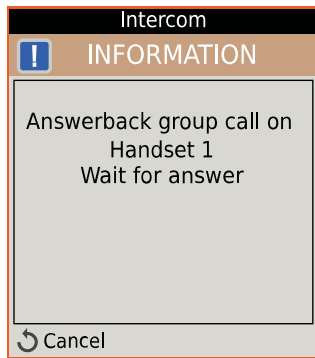 Intercom
! INFORMATION
Answerback group call on
Handset 1
Wait for answer
Cancel